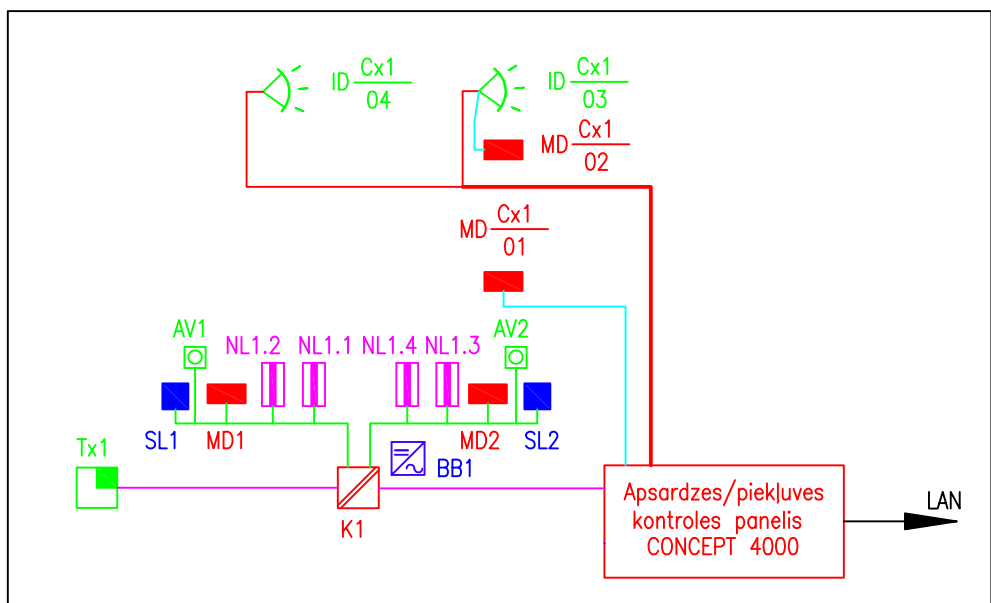 ID Cx1
04
ID Cx1
03
MD Cx1
02
MD Cx1
01
AV1
AV2
NL1.2 NL1.1 NL1.4 NL1.3
SL1 MD1 MD2 SL2
Tx1
BB1
K1
Apsardzes/piekļuves
kontroles panelis
CONCEPT 4000
LAN